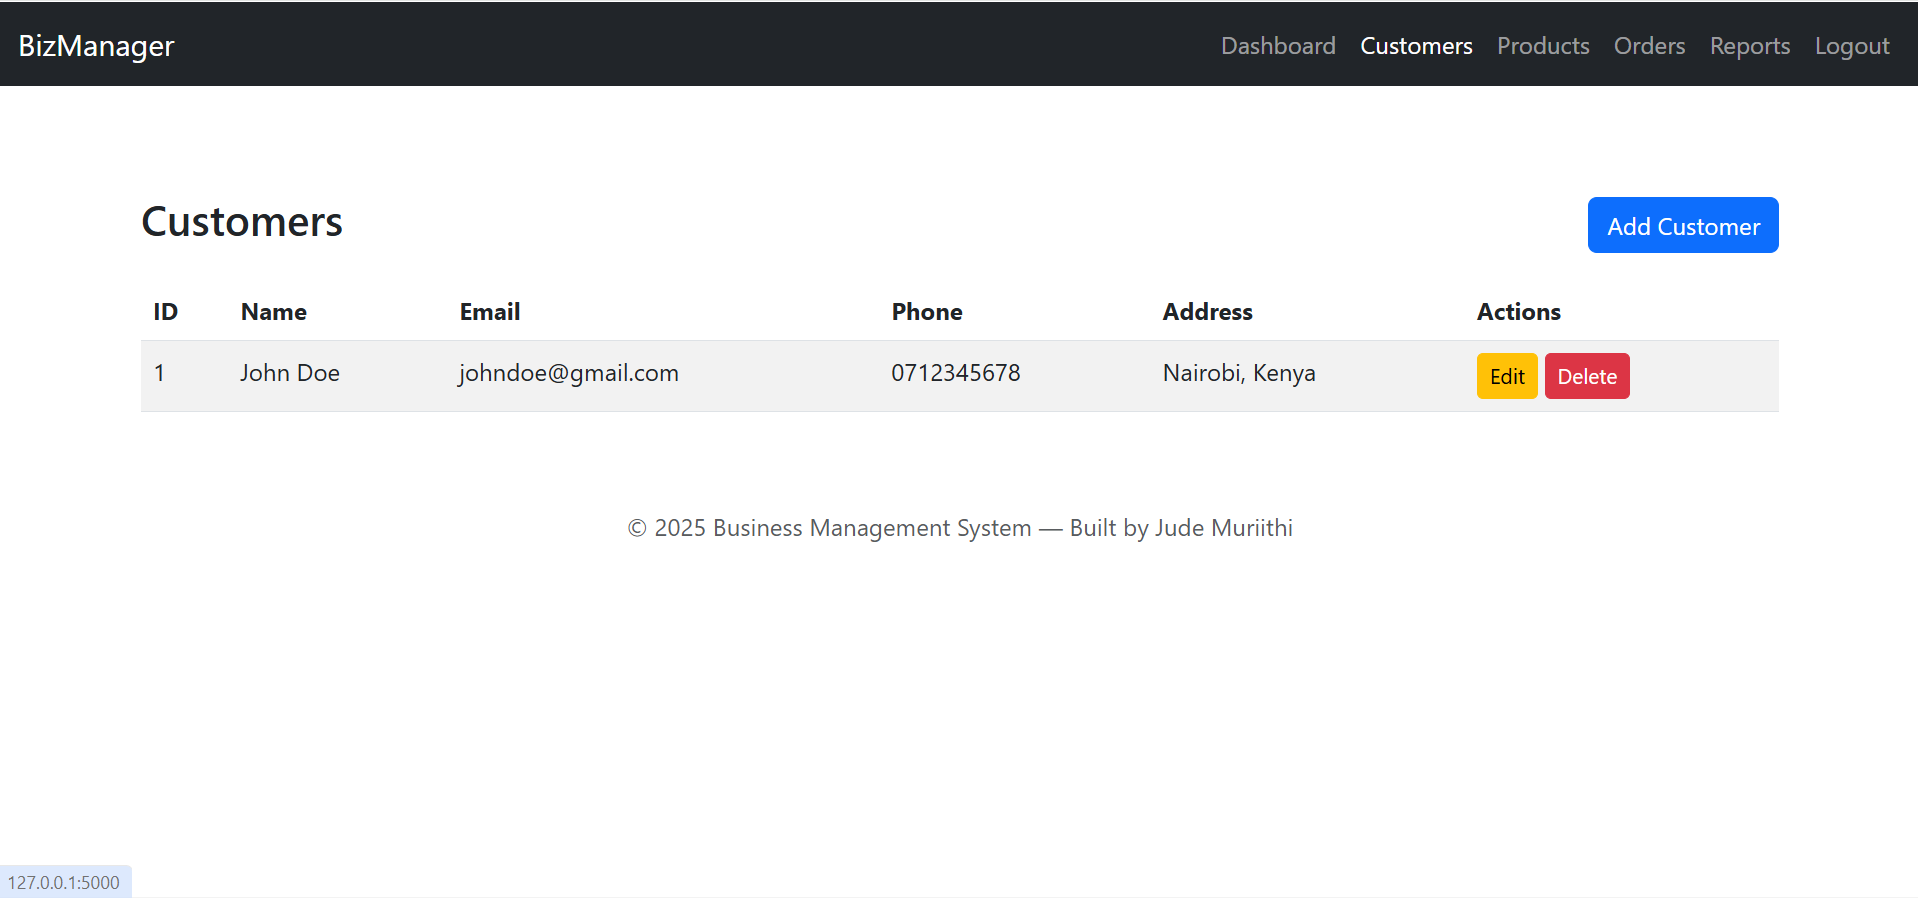 BizManager Dashboard Customers Products Orders Reports Logout
Customers Add Customer
ID Name Email Phone Address Actions
1 John Doe johndoe@gmail.com 0712345678 Nairobi, Kenya Edit Delete
© 2025 Business Management System — Built by Jude Muriithi
127.0.0.1:5000